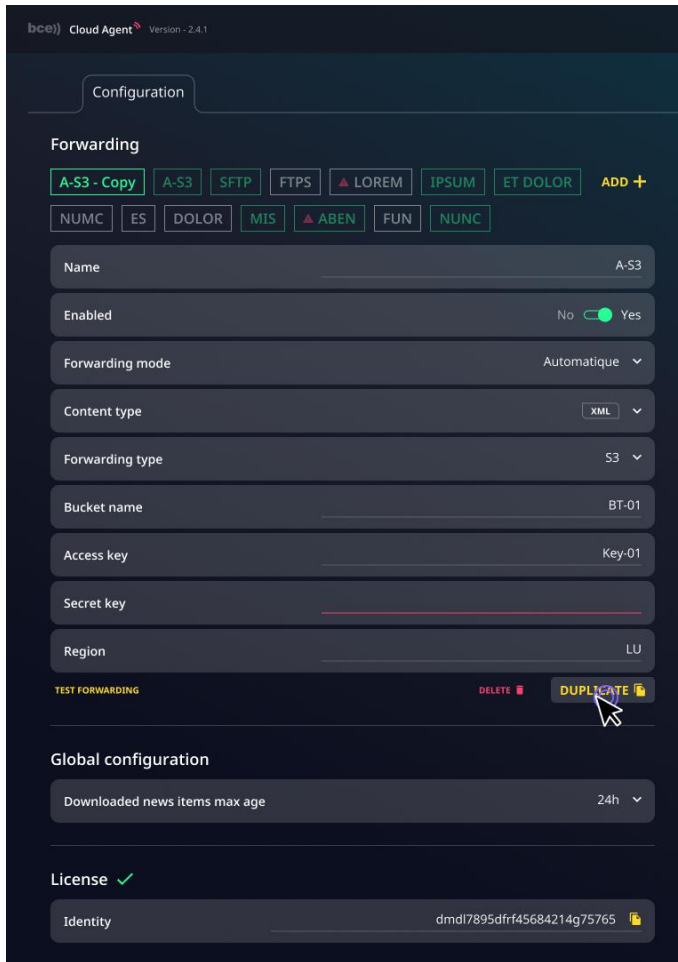 bce)) Cloud Agent Version - 2.4.1
Configuration
Forwarding
A-S3 - Copy A-S3 SFTP FTPS LOREM IPSUM ET DOLOR ADD +
NUMC ES DOLOR MIS ABEN FUN NUNC
Name A-S3
Enabled No Yes
Forwarding mode Automatique
Content type XML
Forwarding type S3
Bucket name BT-01
Access key Key-01
Secret key
Region LU
TEST FORWARDING DELETE DUPLICATE
Global configuration
Downloaded news items max age 24h
License
Identity dmdl7895dfrf45684214g75765